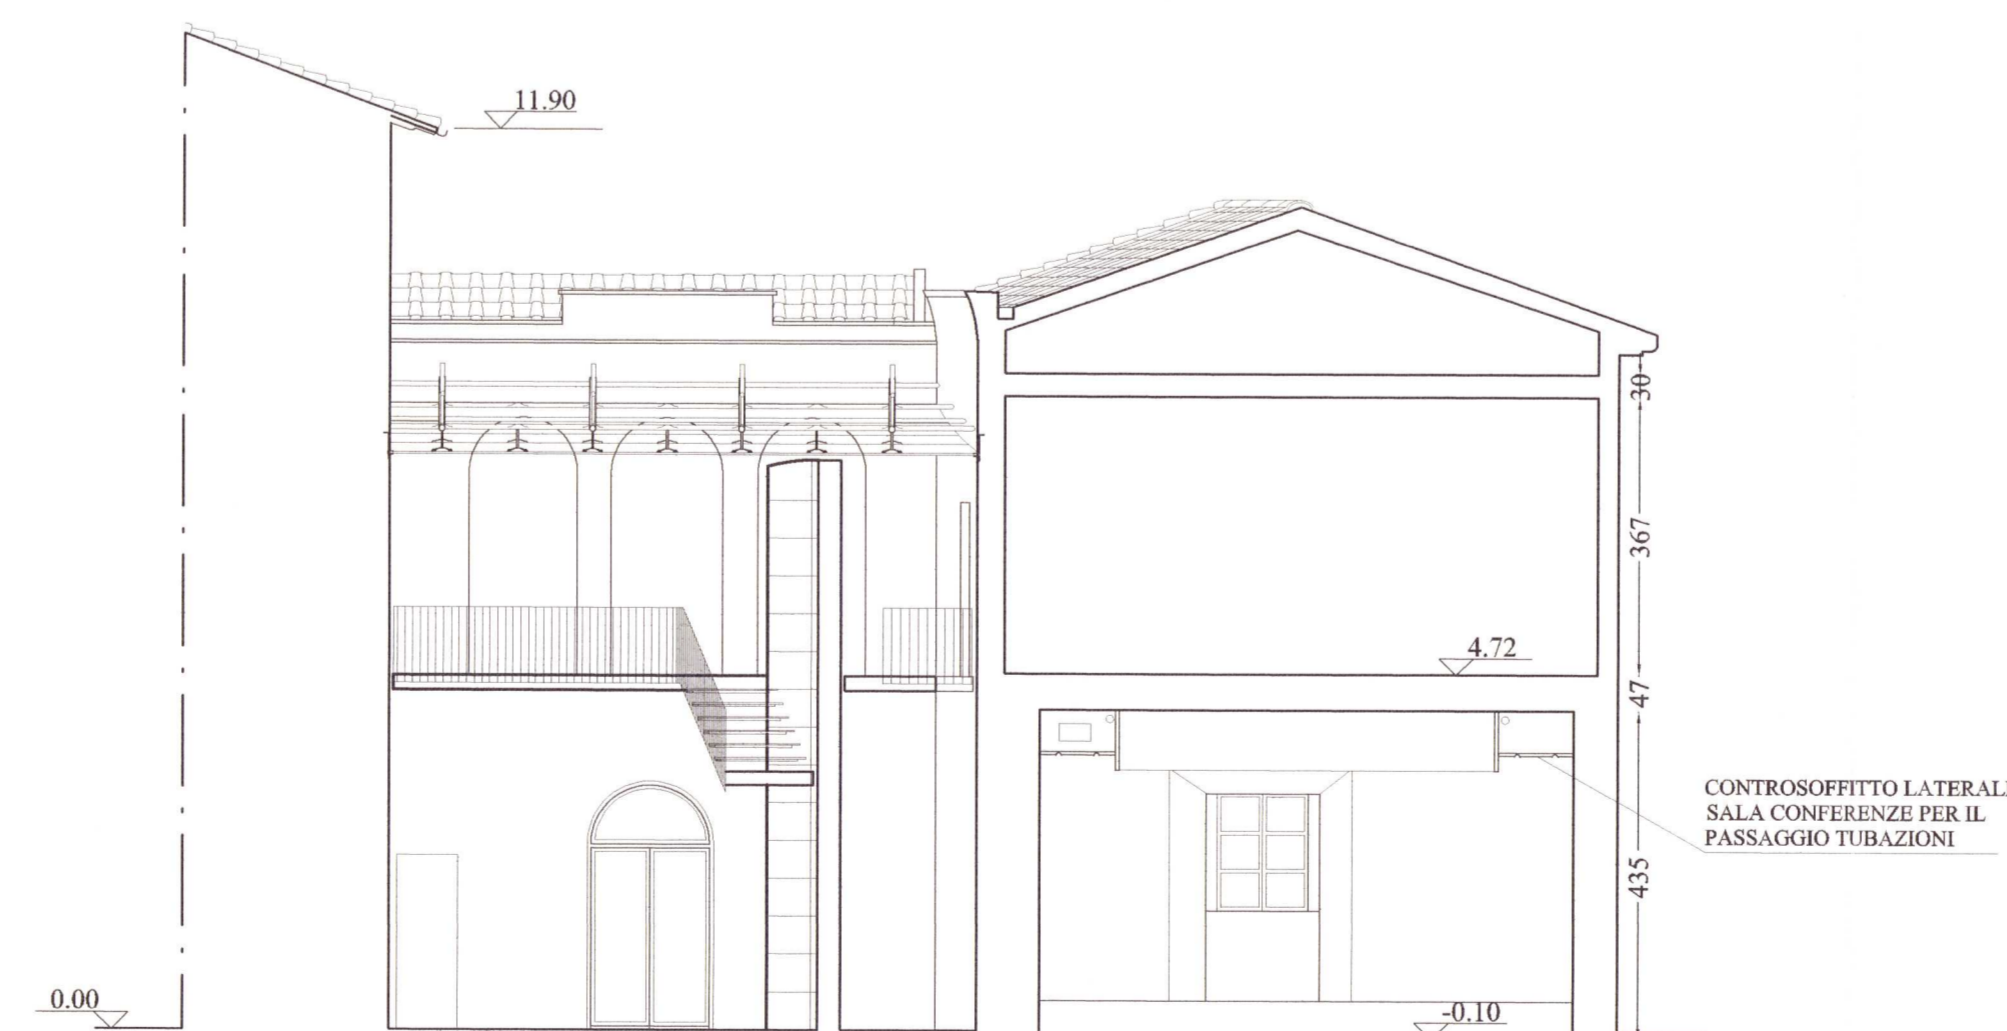 11.90
30
367
4.72
47
CONTROSOFFITTO LATERALE
SALA CONFERENZE PER IL
PASSAGGIO TUBAZIONI
435
0.00
-0.10